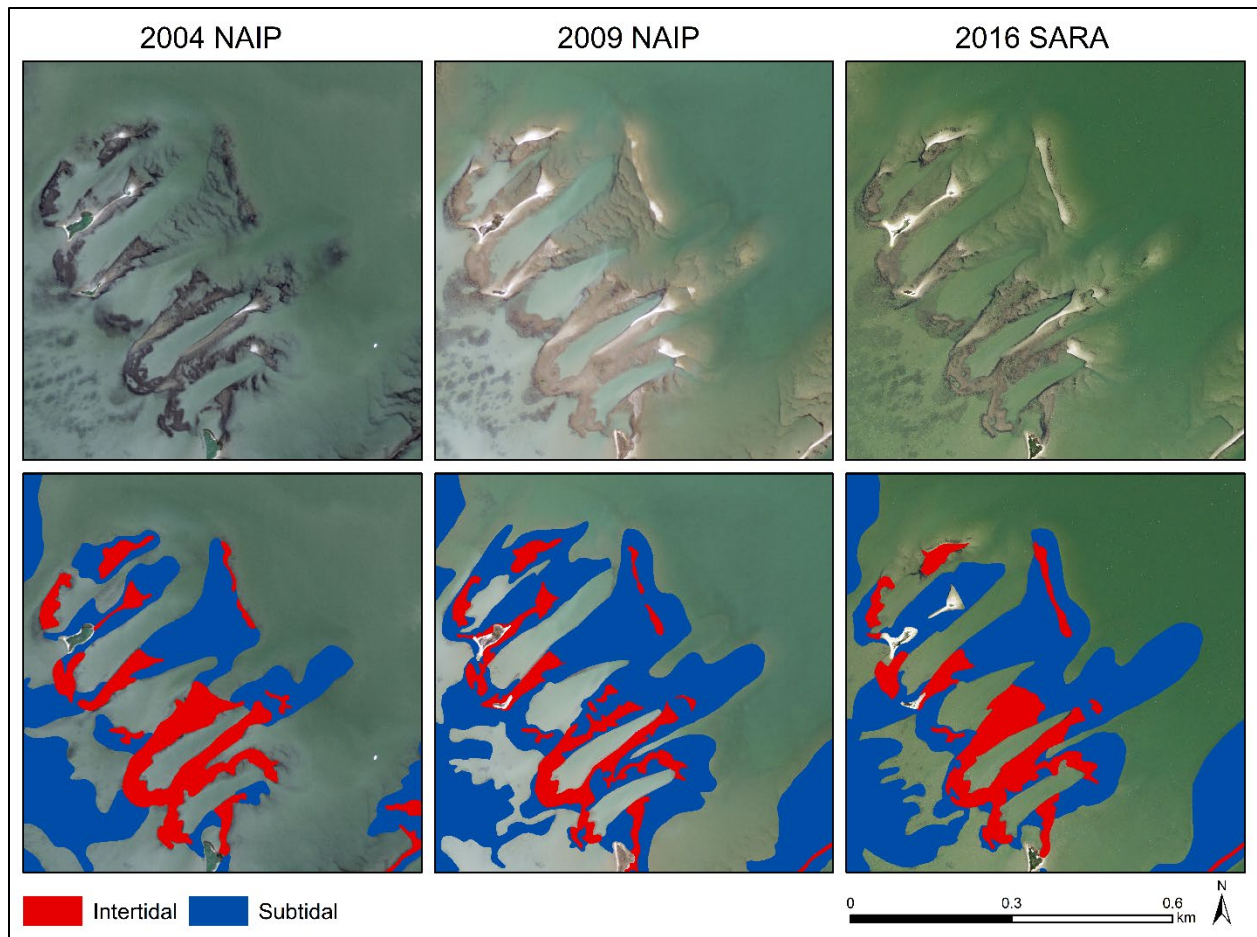 2004 NAIP
2009 NAIP
2016 SARA
Intertidal
Subtidal
0 0.3 0.6
km
N